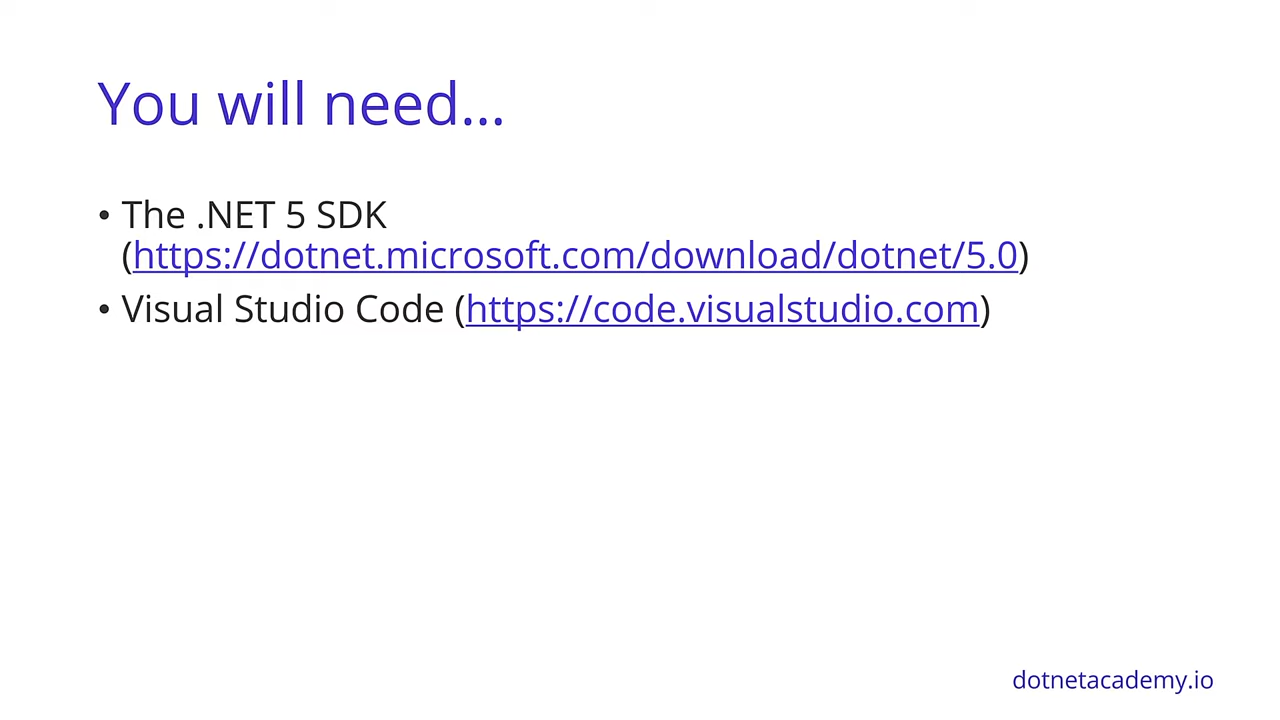 You will need...
• The .NET 5 SDK
(https://dotnet.microsoft.com/download/dotnet/5.0)
• Visual Studio Code (https://code.visualstudio.com)
dotnetacademy.io